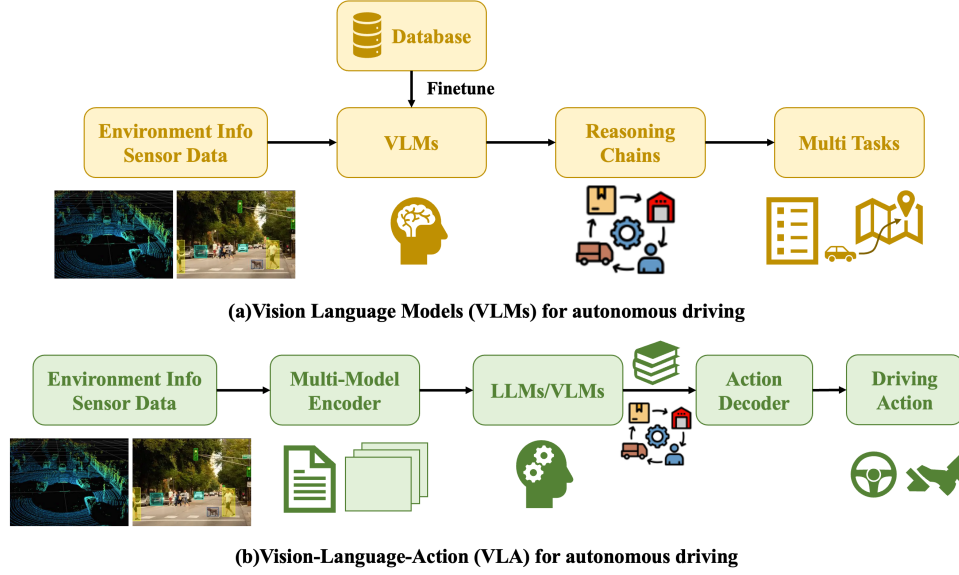 Database
Finetune
Environment Info
Sensor Data
VLMs
Reasoning
Chains
Multi Tasks
(a)Vision Language Models (VLMs) for autonomous driving
Environment Info
Sensor Data
Multi-Model
Encoder
LLMs/VLMs
Action
Decoder
Driving
Action
(b)Vision-Language-Action (VLA) for autonomous driving